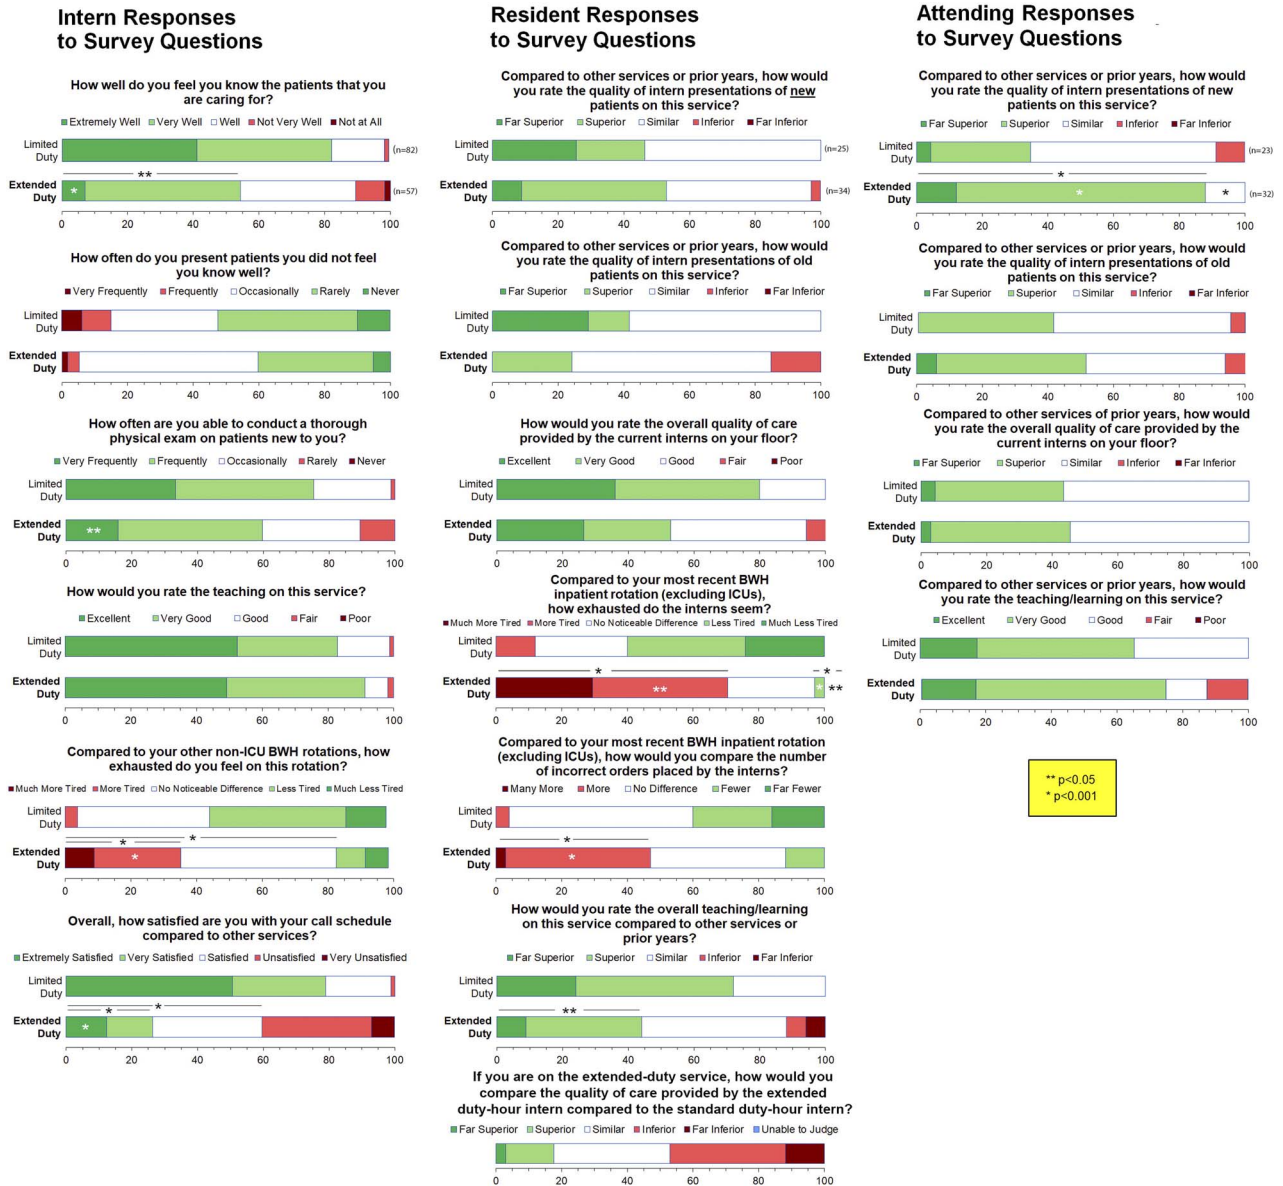 Intern Responses
to Survey Questions
How well do you feel you know the patients that you
are caring for?
Extremely Well Very Well Well Not Very Well Not at All
Limited
Duty
(n=82)
**
Extended
Duty
*
(n=57)
0 20 40 60 80 100
How often do you present patients you did not feel
you know well?
Very Frequently Frequently Occasionally Rarely Never
Limited
Duty
Extended
Duty
0 20 40 60 80 100
How often are you able to conduct a thorough
physical exam on patients new to you?
Very Frequently Frequently Occasionally Rarely Never
Limited
Duty
Extended
Duty
**
0 20 40 60 80 100
How would you rate the teaching on this service?
Excellent Very Good Good Fair Poor
Limited
Duty
Extended
Duty
0 20 40 60 80 100
Compared to your other non-ICU BWH rotations, how
exhausted do you feel on this rotation?
Much More Tired More Tired No Noticeable Difference Less Tired Much Less Tired
Limited
Duty
*
*
Extended
Duty
*
0 20 40 60 80 100
Overall, how satisfied are you with your call schedule
compared to other services?
Extremely Satisfied Very Satisfied Satisfied Unsatisfied Very Unsatisfied
Limited
Duty
*
*
Extended
Duty
*
0 20 40 60 80 100
Resident Responses
to Survey Questions
Compared to other services or prior years, how would
you rate the quality of intern presentations of new
patients on this service?
Far Superior Superior Similar Inferior Far Inferior
Limited
Duty
(n=25)
Extended
Duty
(n=34)
0 20 40 60 80 100
Compared to other services or prior years, how would
you rate the quality of intern presentations of old
patients on this service?
Far Superior Superior Similar Inferior Far Inferior
Limited
Duty
Extended
Duty
0 20 40 60 80 100
How would you rate the overall quality of care
provided by the current interns on your floor?
Excellent Very Good Good Fair Poor
Limited
Duty
Extended
Duty
0 20 40 60 80 100
Compared to your most recent BWH
inpatient rotation (excluding ICUs),
how exhausted do the interns seem?
Much More Tired More Tired No Noticeable Difference Less Tired Much Less Tired
Limited
Duty
* *
Extended
Duty
** * **
0 20 40 60 80 100
Compared to your most recent BWH inpatient rotation
(excluding ICUs), how would you compare the number
of incorrect orders placed by the interns?
Many More More No Difference Fewer Far Fewer
Limited
Duty
*
Extended
Duty
*
0 20 40 60 80 100
How would you rate the overall teaching/learning
on this service compared to other services or
prior years?
Far Superior Superior Similar Inferior Far Inferior
Limited
Duty
**
Extended
Duty
0 20 40 60 80 100
If you are on the extended-duty service, how would you
compare the quality of care provided by the extended
duty-hour intern compared to the standard duty-hour intern?
Far Superior Superior Similar Inferior Far Inferior Unable to Judge
0 20 40 60 80 100
Attending Responses
to Survey Questions
Compared to other services or prior years, how would
you rate the quality of intern presentations of new
patients on this service?
Far Superior Superior Similar Inferior Far Inferior
Limited
Duty
(n=23)
*
Extended
Duty
* *
(n=32)
0 20 40 60 80 100
Compared to other services or prior years, how would
you rate the quality of intern presentations of old
patients on this service?
Far Superior Superior Similar Inferior Far Inferior
Limited
Duty
Extended
Duty
0 20 40 60 80 100
Compared to other services of prior years, how would
you rate the overall quality of care provided by the
current interns on your floor?
Far Superior Superior Similar Inferior Far Inferior
Limited
Duty
Extended
Duty
0 20 40 60 80 100
Compared to other services or prior years, how would
you rate the teaching/learning on this service?
Excellent Very Good Good Fair Poor
Limited
Duty
Extended
Duty
0 20 40 60 80 100
** p<0.05
* p<0.001